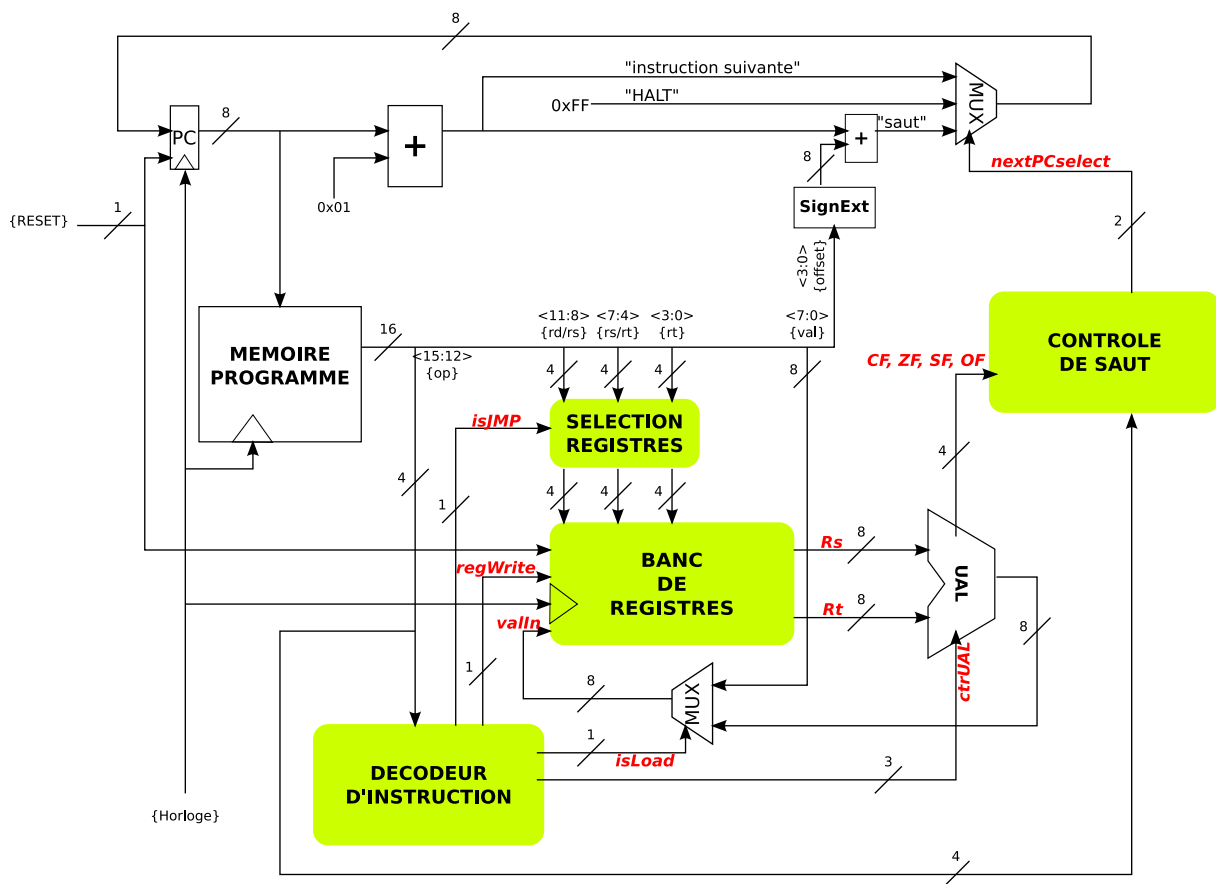 8
"instruction suivante"
0xFF
"HALT"
MUX
PC
8
+
+
"saut"
8
nextPCselect
0x01
{RESET}
1
SignExt
2
<3:0>
{offset}
<11:8>
{rd/rs}
<7:4>
{rs/rt}
<3:0>
{rt}
<7:0>
{val}
16
MEMOIRE
PROGRAMME
<15:12>
{op}
CONTROLE
DE SAUT
CF, ZF, SF, OF
4
4
4
8
isJMP
SELECTION
REGISTRES
4
4
4
4
4
1
BANC
DE
REGISTRES
regWrite
valIn
Rs
8
Rt
8
UAL
8
ctrUAL
1
8
MUX
1
isLoad
DECODEUR
D'INSTRUCTION
3
{Horloge}
4